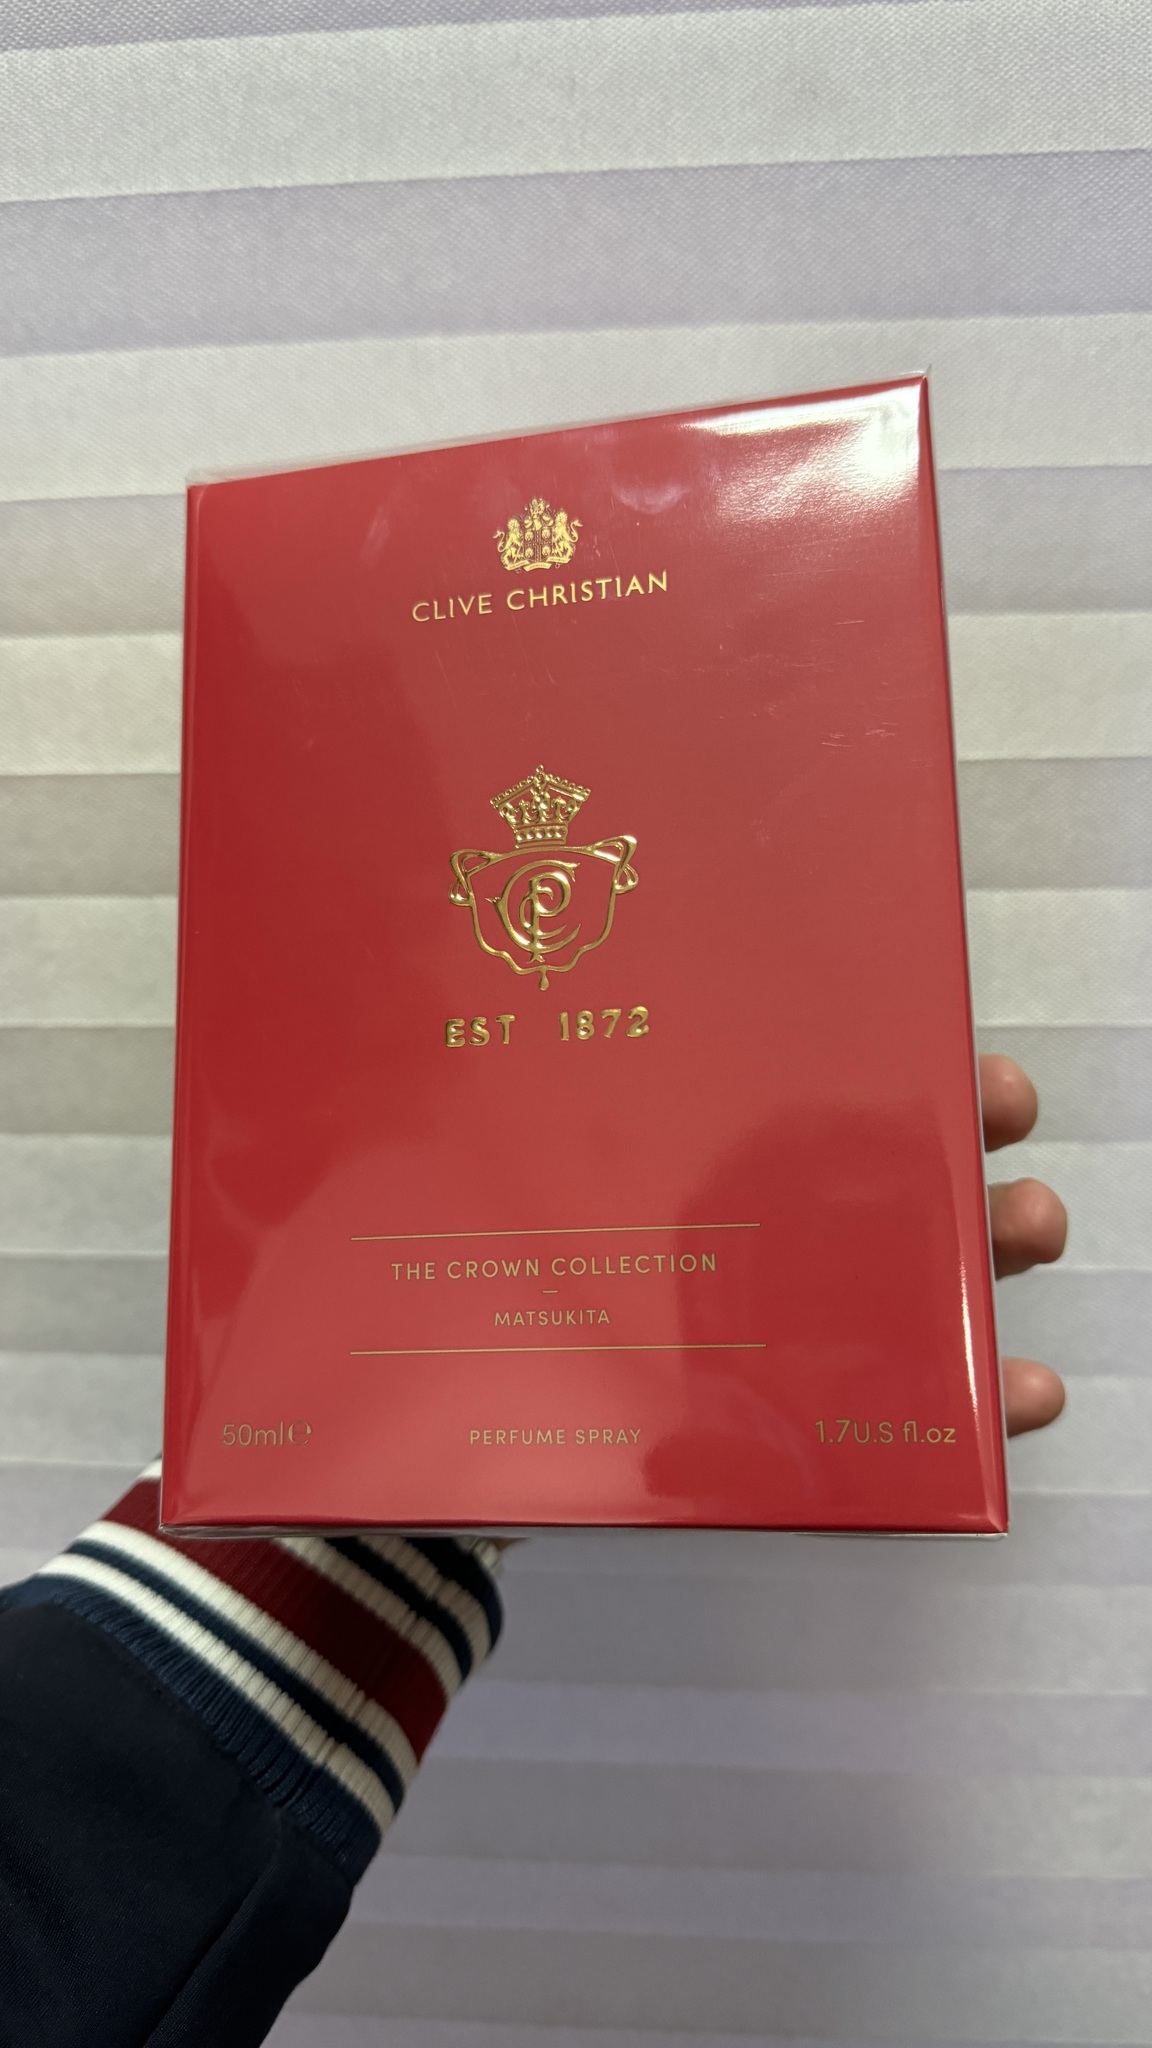 CLIVE CHRISTIAN
EST 1872
THE CROWN COLLECTION
MATSUKITA
50ml℮ PERFUME SPRAY 1.7U.S fl.oz